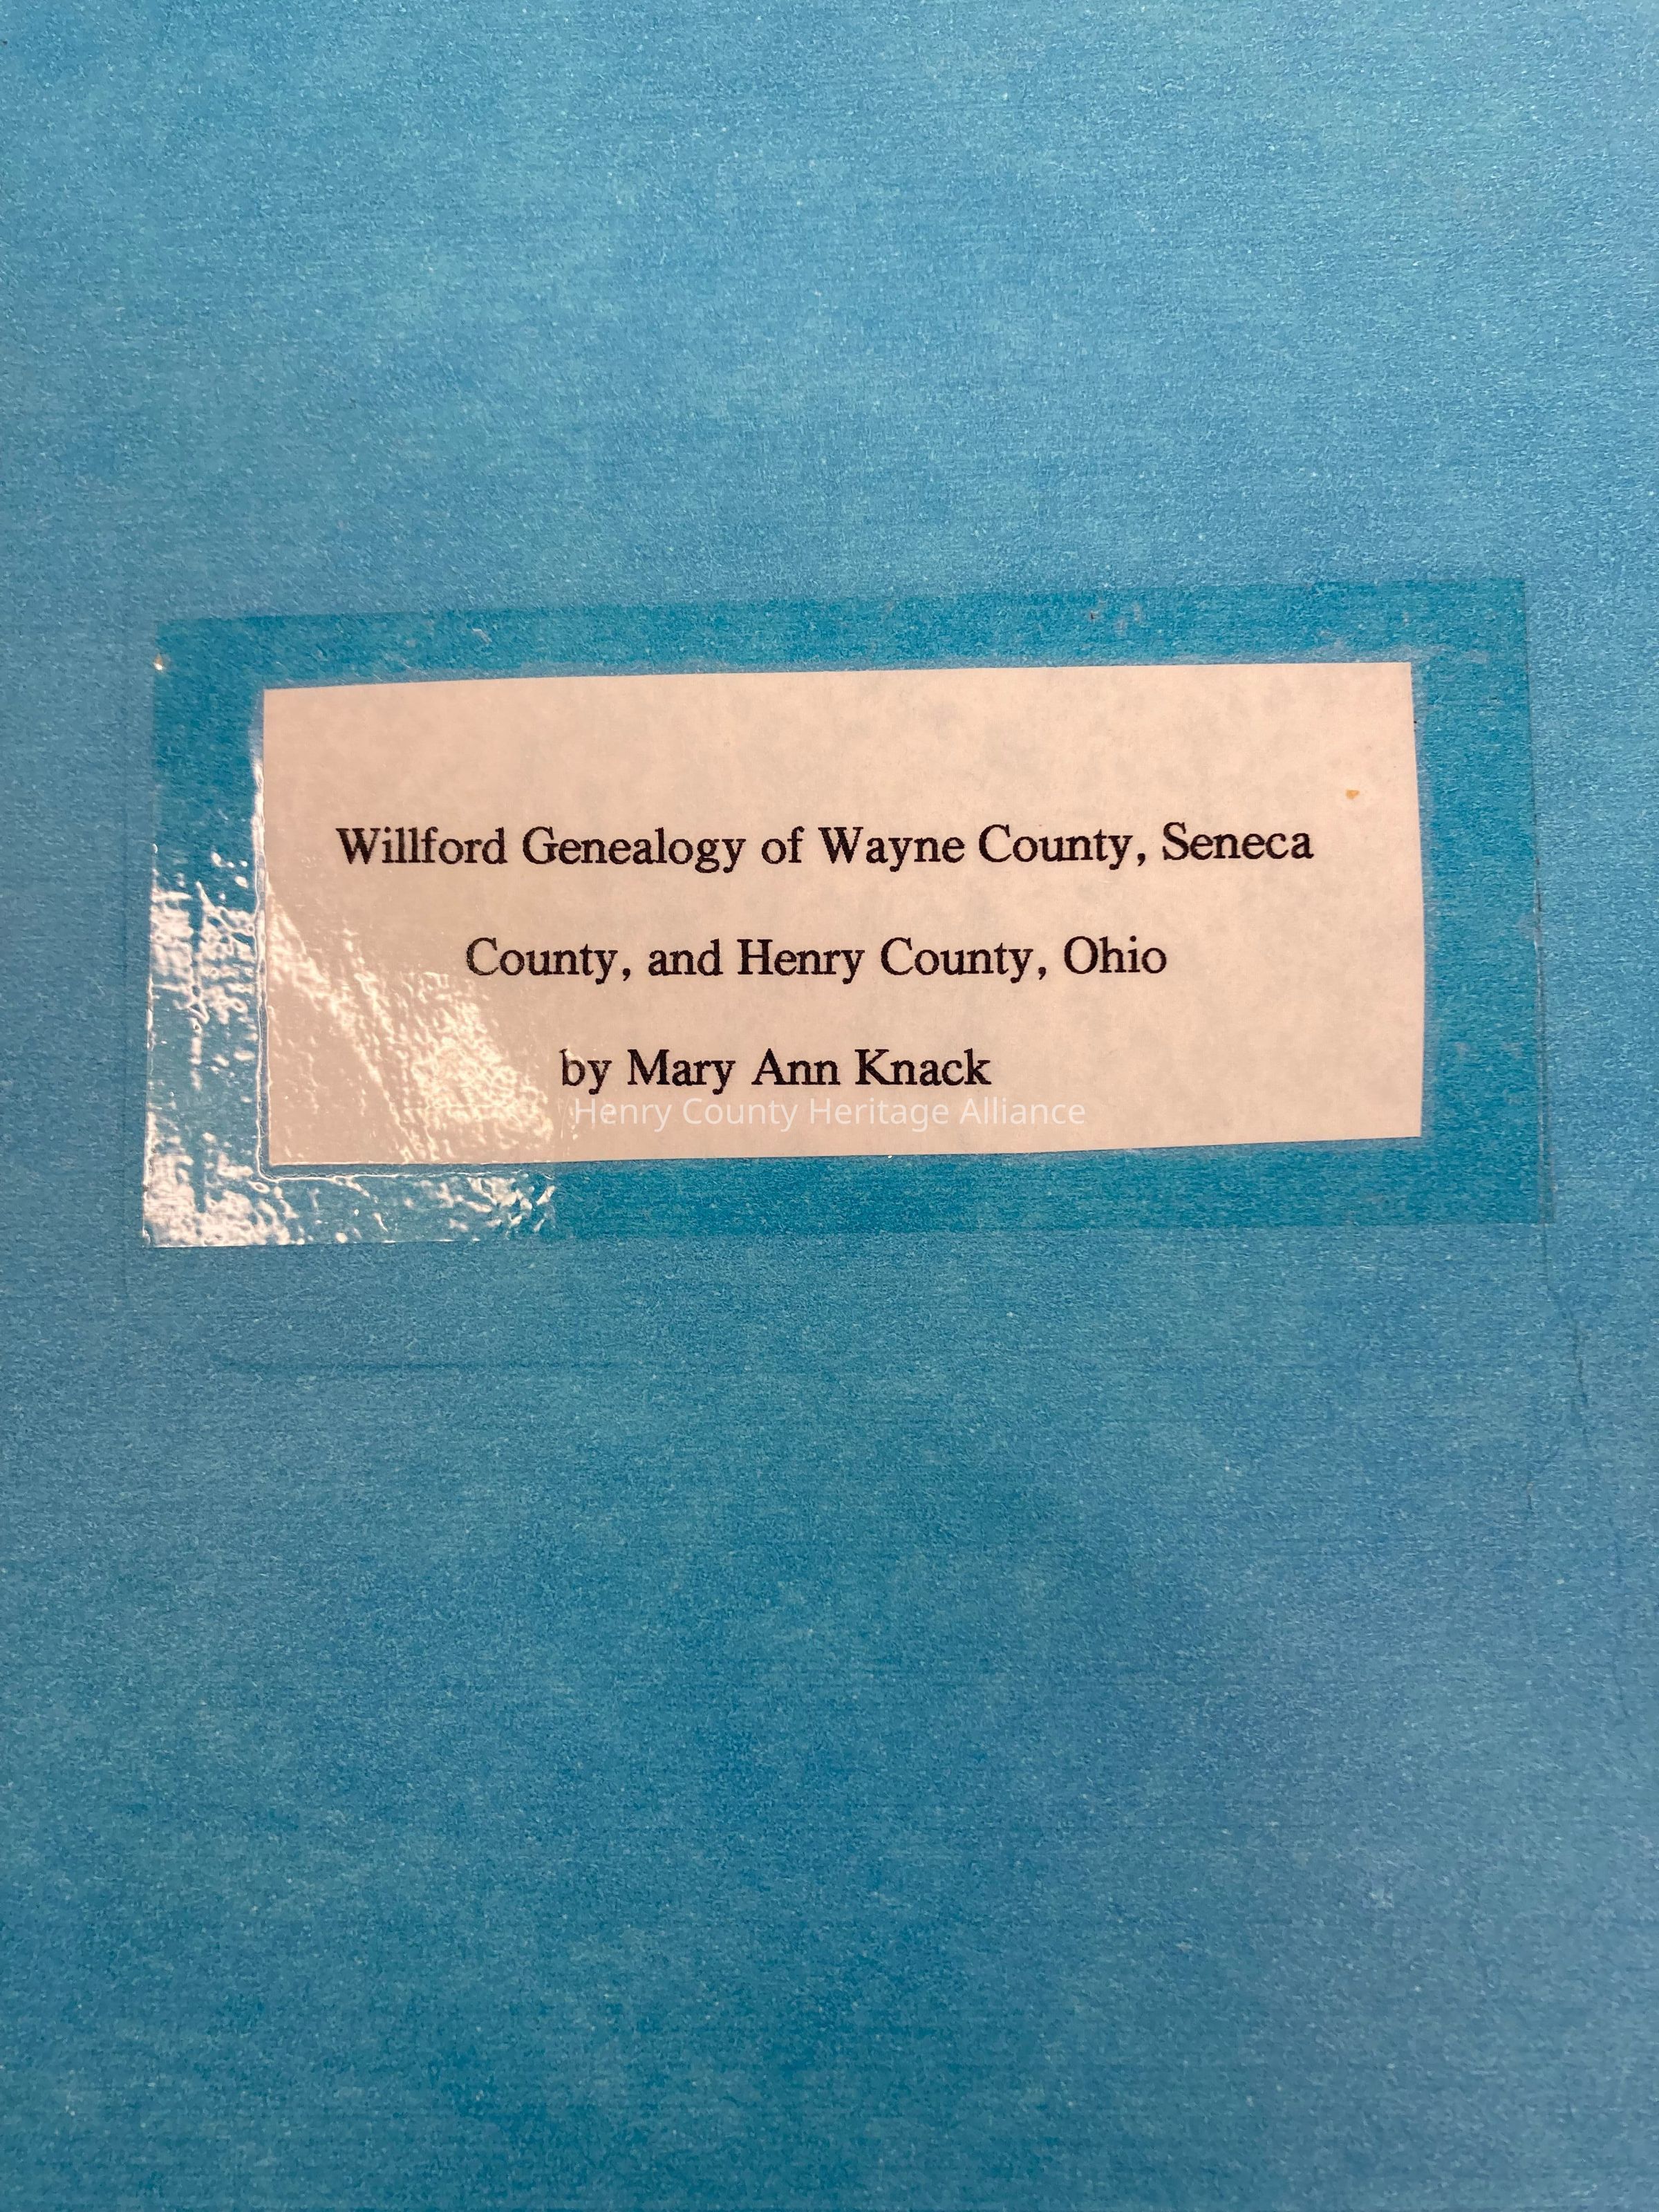 Willford Genealogy of Wayne County, Seneca
County, and Henry County, Ohio
by Mary Ann Knack
Henry County Heritage Alliance